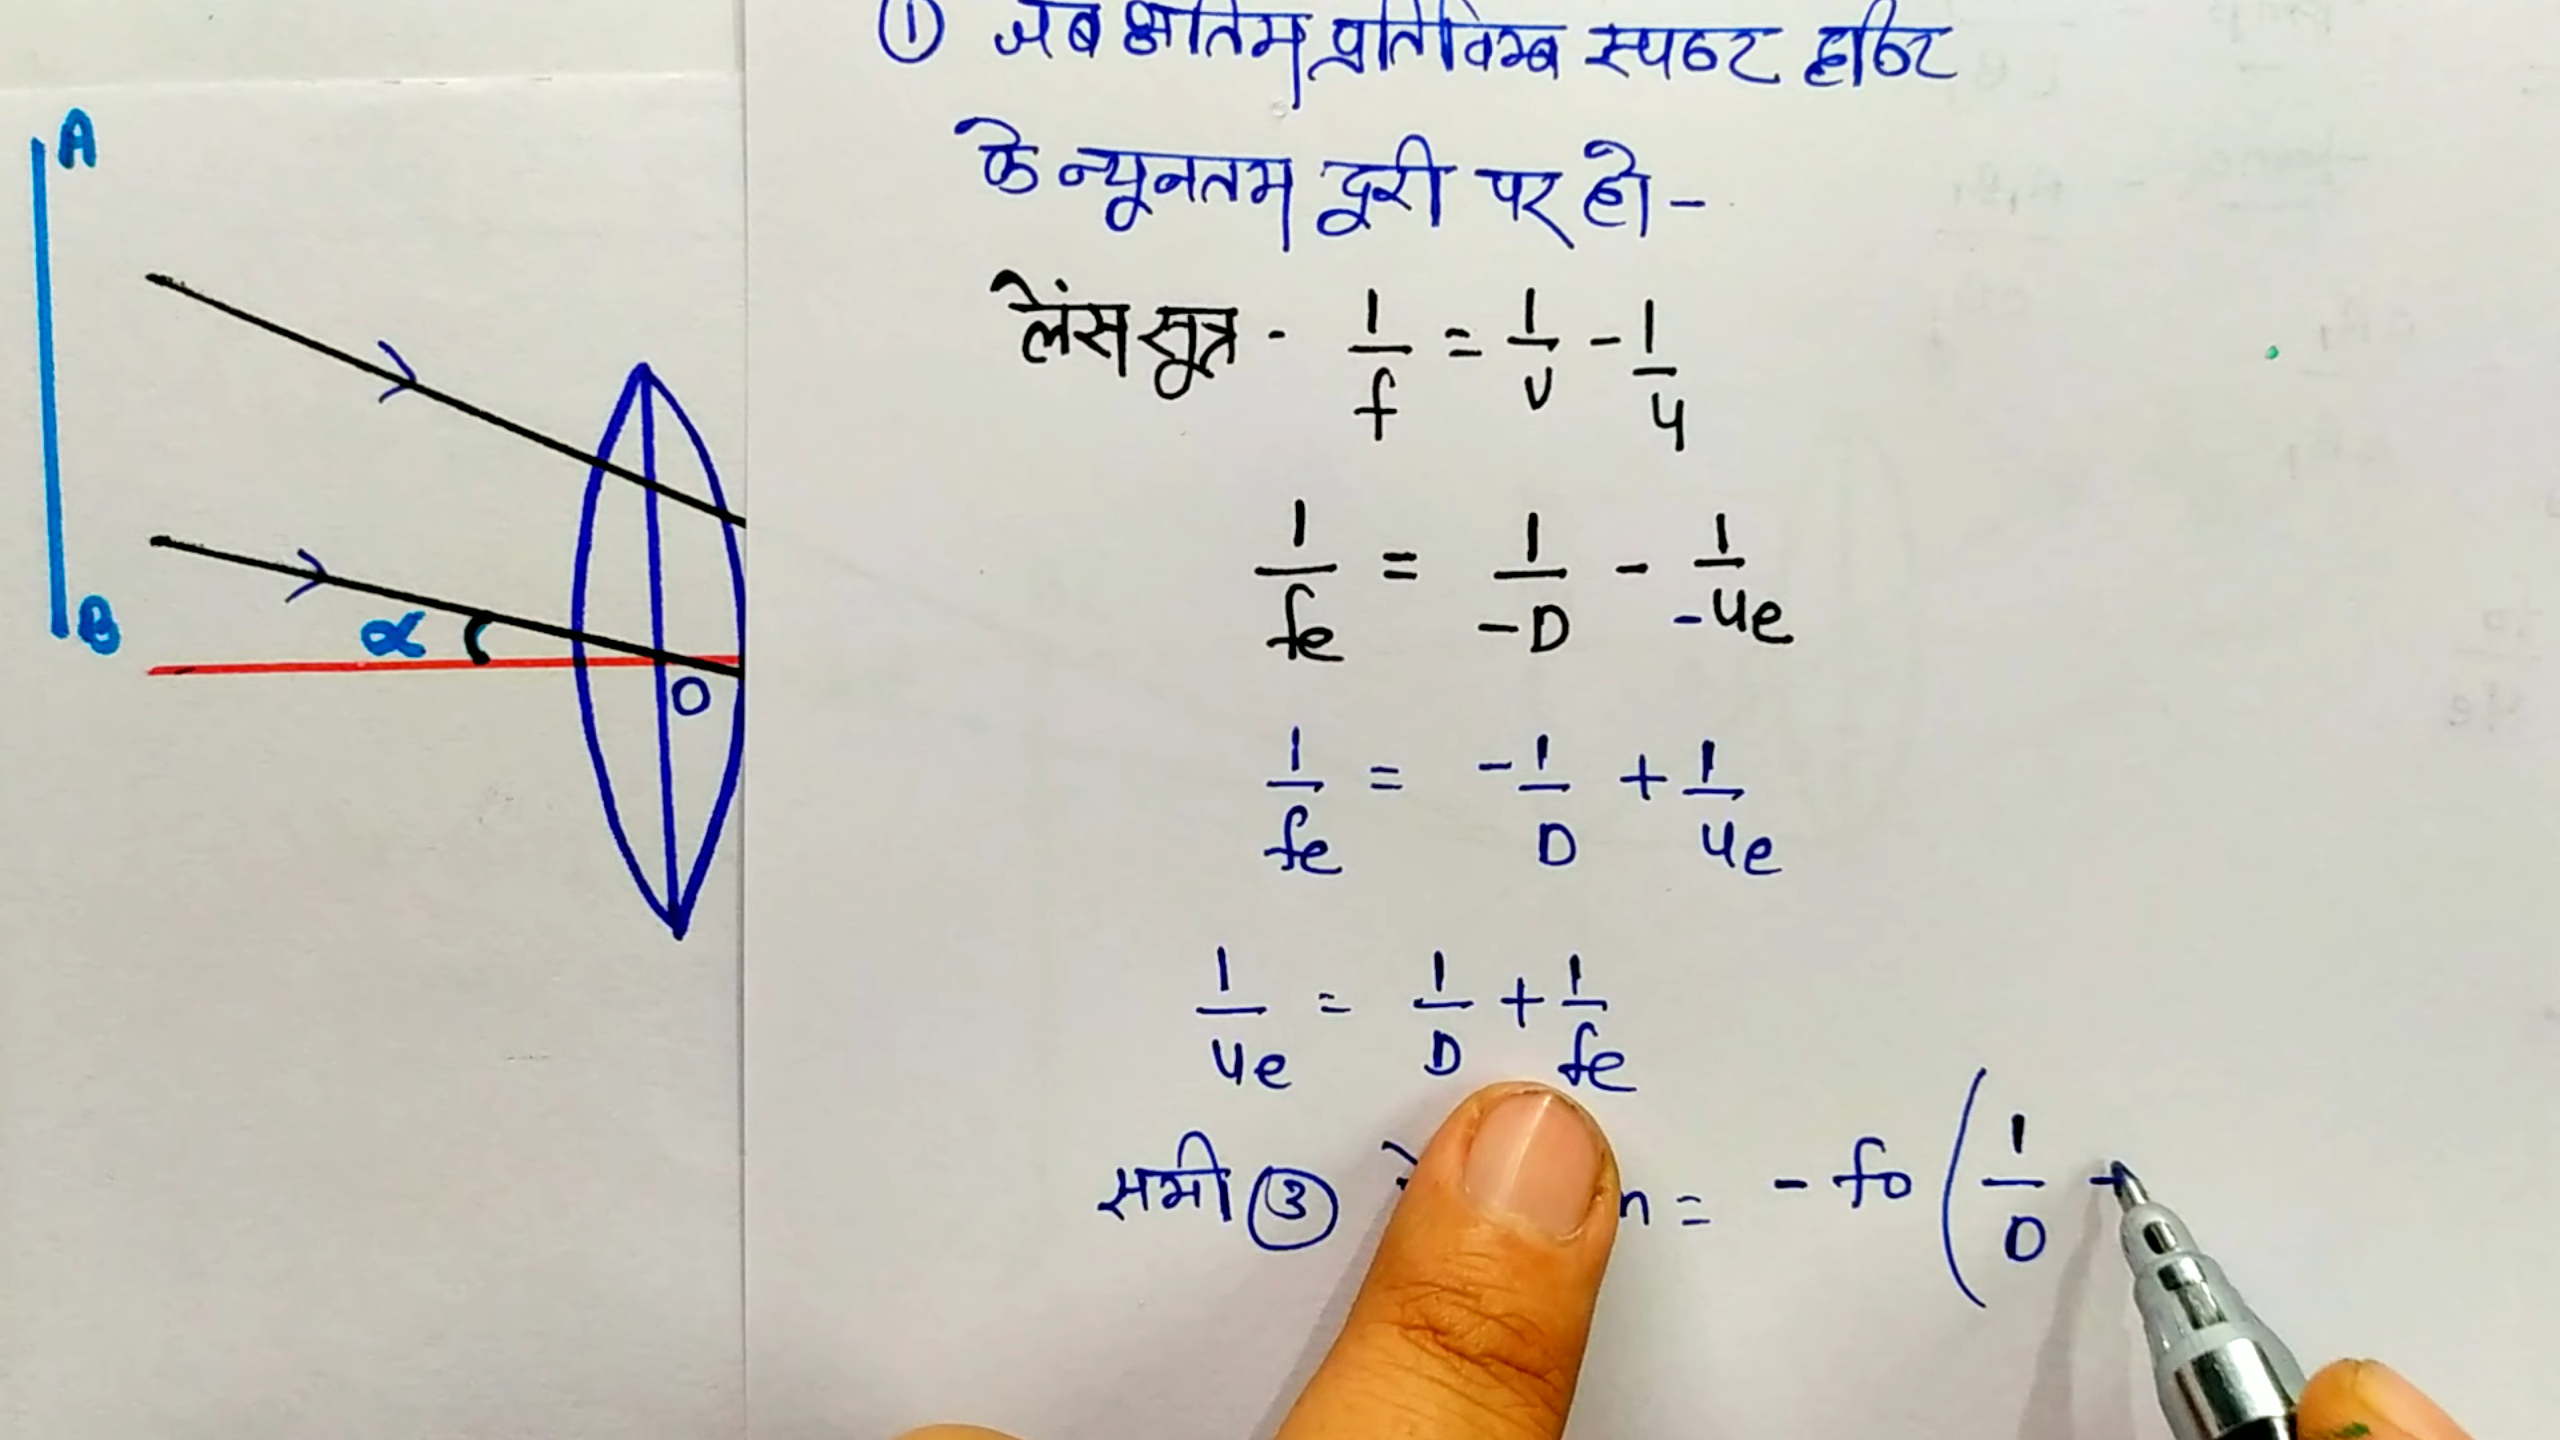 A
B
α
O
① जब अंतिम प्रतिबिम्ब स्पष्ट दृष्टि
के न्यूनतम दूरी पर हो -
लेंस सूत्र - 1/f = 1/v - 1/u
1/fe = 1/-D - 1/-ue
1/fe = -1/D + 1/ue
1/ue = 1/D + 1/fe
समी ③ = - fo ( 1/D +